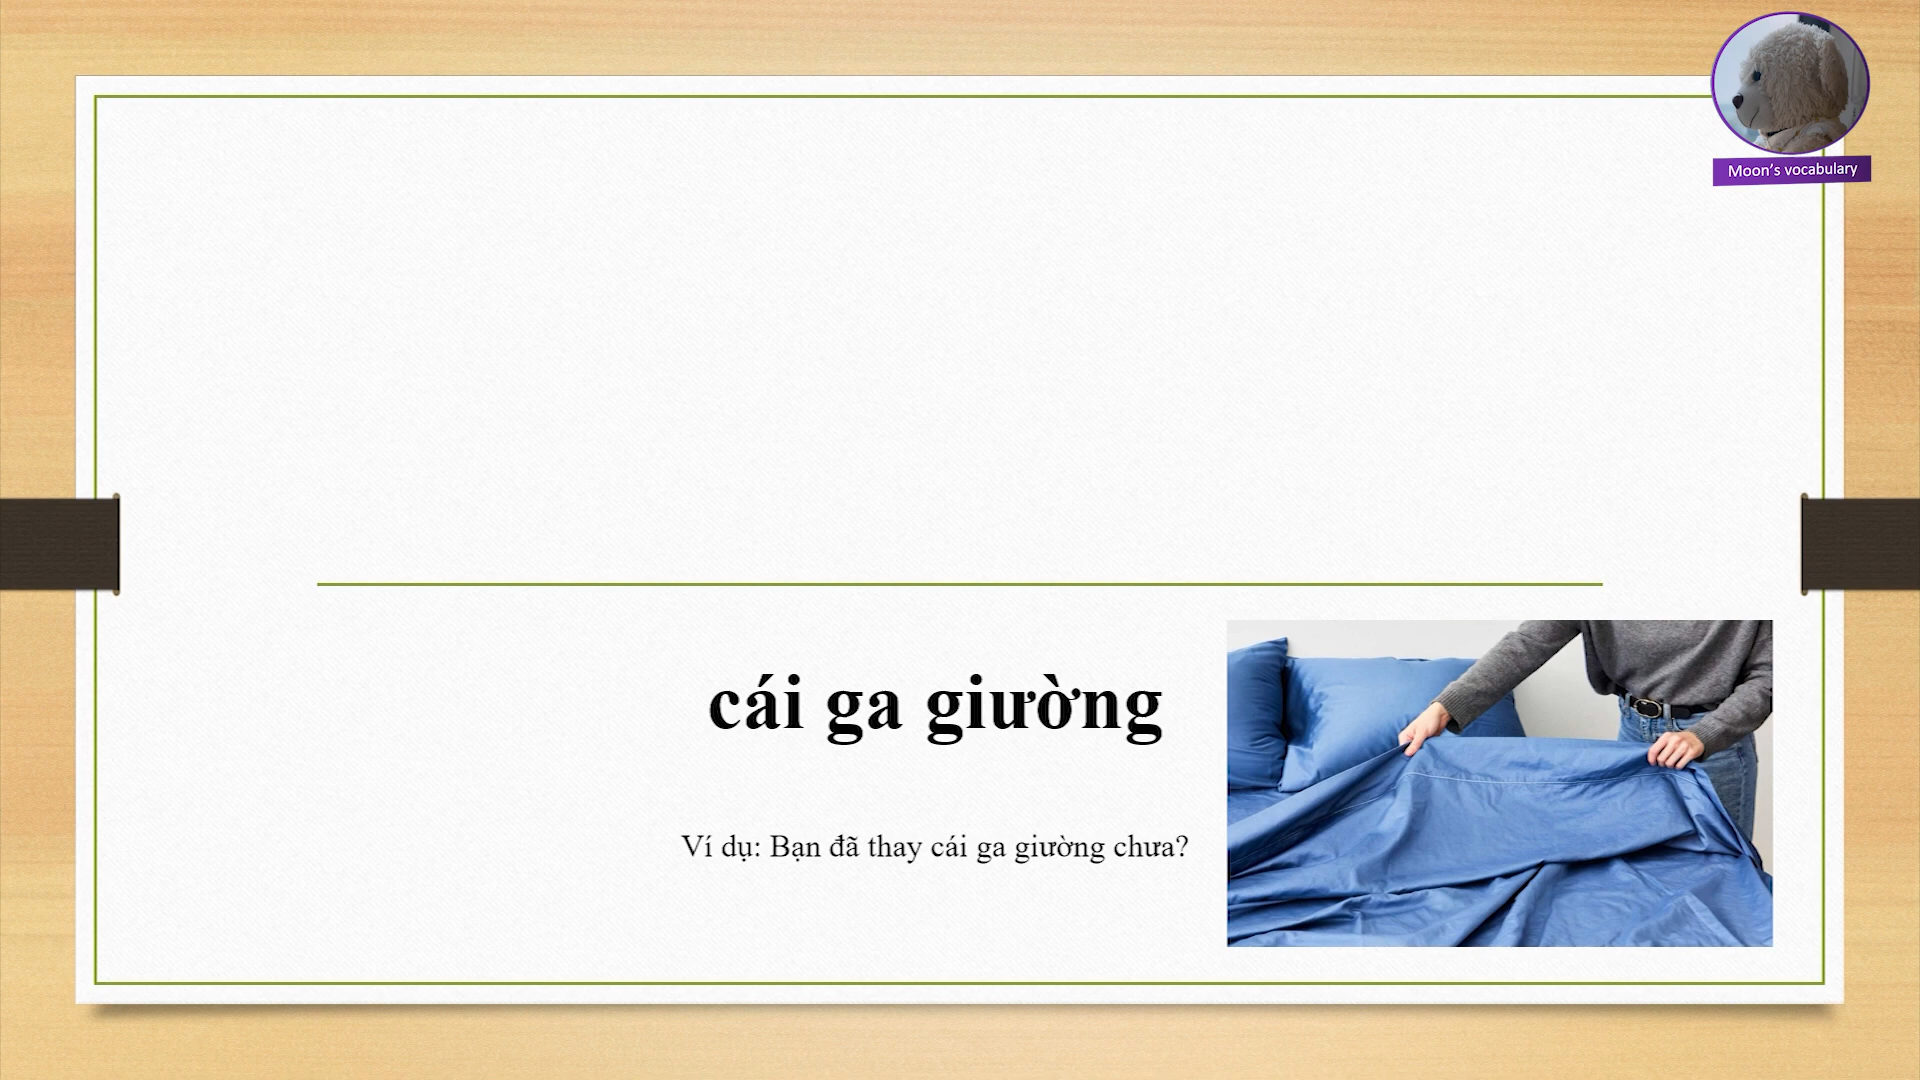 Moon's vocabulary
cái ga giường
Ví dụ: Bạn đã thay cái ga giường chưa?